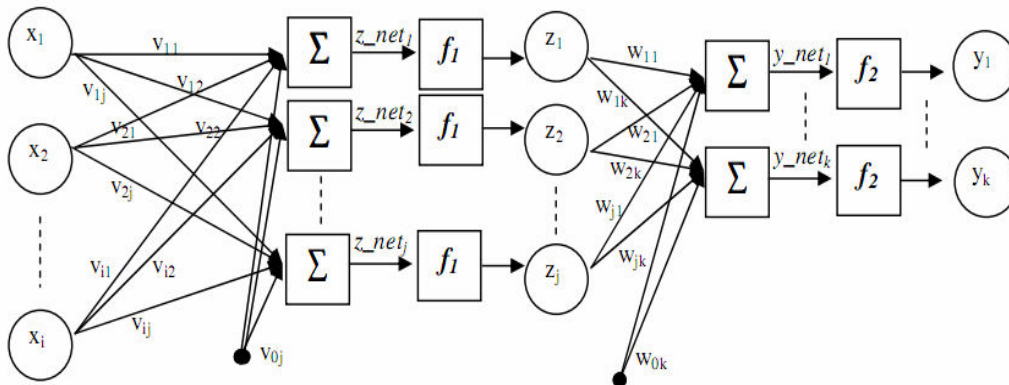 x1 v11 Σ z_net1 f1 z1 w11 Σ y_net1 f2 y1
v12
v1j
w1k
x2 v21 v22 Σ z_net2 f1 z2 w21
w2k Σ y_netk f2 yk
v2j
wj1
vi1 vi2 Σ z_netj f1 zj wjk
xi vij v0j w0k